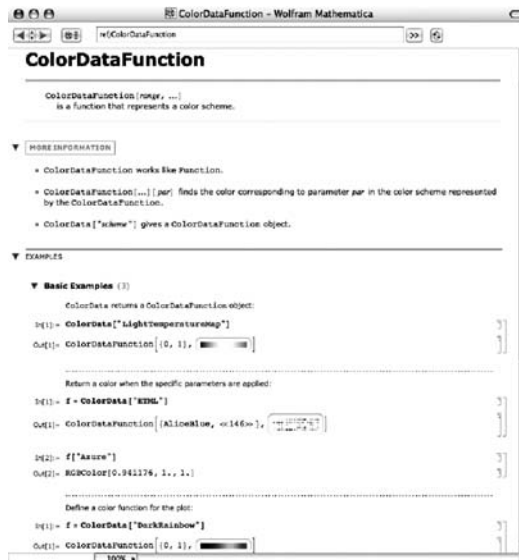 ColorDataFunction – Wolfram Mathematica
ref/ColorDataFunction
>>
ColorDataFunction
ColorDataFunction[range, ...]
is a function that represents a color scheme.
MORE INFORMATION
ColorDataFunction works like Function.
ColorDataFunction[...][par] finds the color corresponding to parameter par in the color scheme represented
by the ColorDataFunction.
ColorData["scheme"] gives a ColorDataFunction object.
EXAMPLES
Basic Examples (3)
ColorData returns a ColorDataFunction object:
In[1]:= ColorData["LightTemperatureMap"]
Out[1]= ColorDataFunction[{0, 1}, ]
Return a color when the specific parameters are applied:
In[1]:= f = ColorData["HTML"]
Out[1]= ColorDataFunction[{AliceBlue, <<146>>}, ]
In[2]:= f["Azure"]
Out[2]= RGBColor[0.941176, 1., 1.]
Define a color function for the plot:
In[1]:= f = ColorData["DarkRainbow"]
Out[1]= ColorDataFunction[{0, 1}, ]
100%